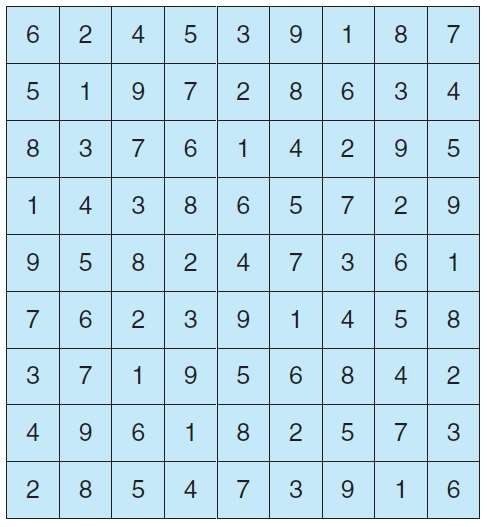 6 2 4 5 3 9 1 8 7
5 1 9 7 2 8 6 3 4
8 3 7 6 1 4 2 9 5
1 4 3 8 6 5 7 2 9
9 5 8 2 4 7 3 6 1
7 6 2 3 9 1 4 5 8
3 7 1 9 5 6 8 4 2
4 9 6 1 8 2 5 7 3
2 8 5 4 7 3 9 1 6